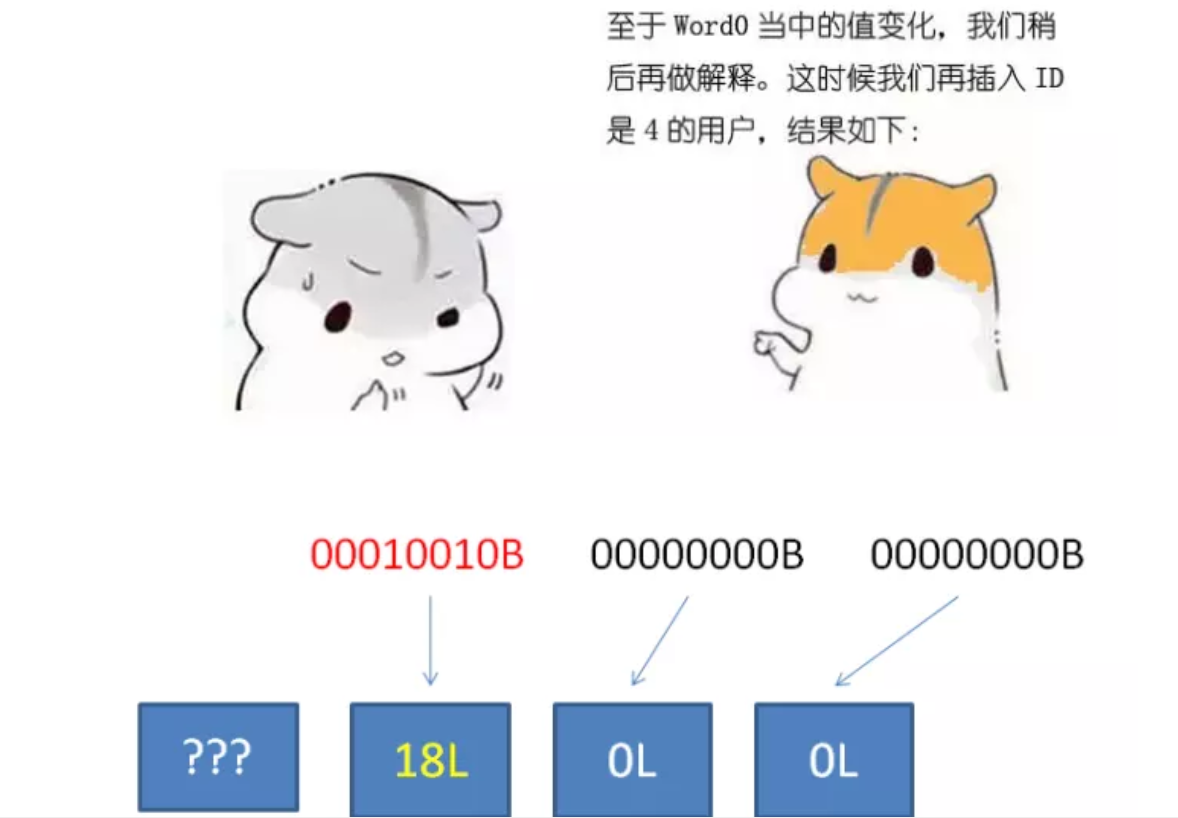 至于 Word0 当中的值变化，我们稍
后再做解释。这时候我们再插入 ID
是 4 的用户，结果如下：
00010010B 00000000B 00000000B
??? 18L 0L 0L